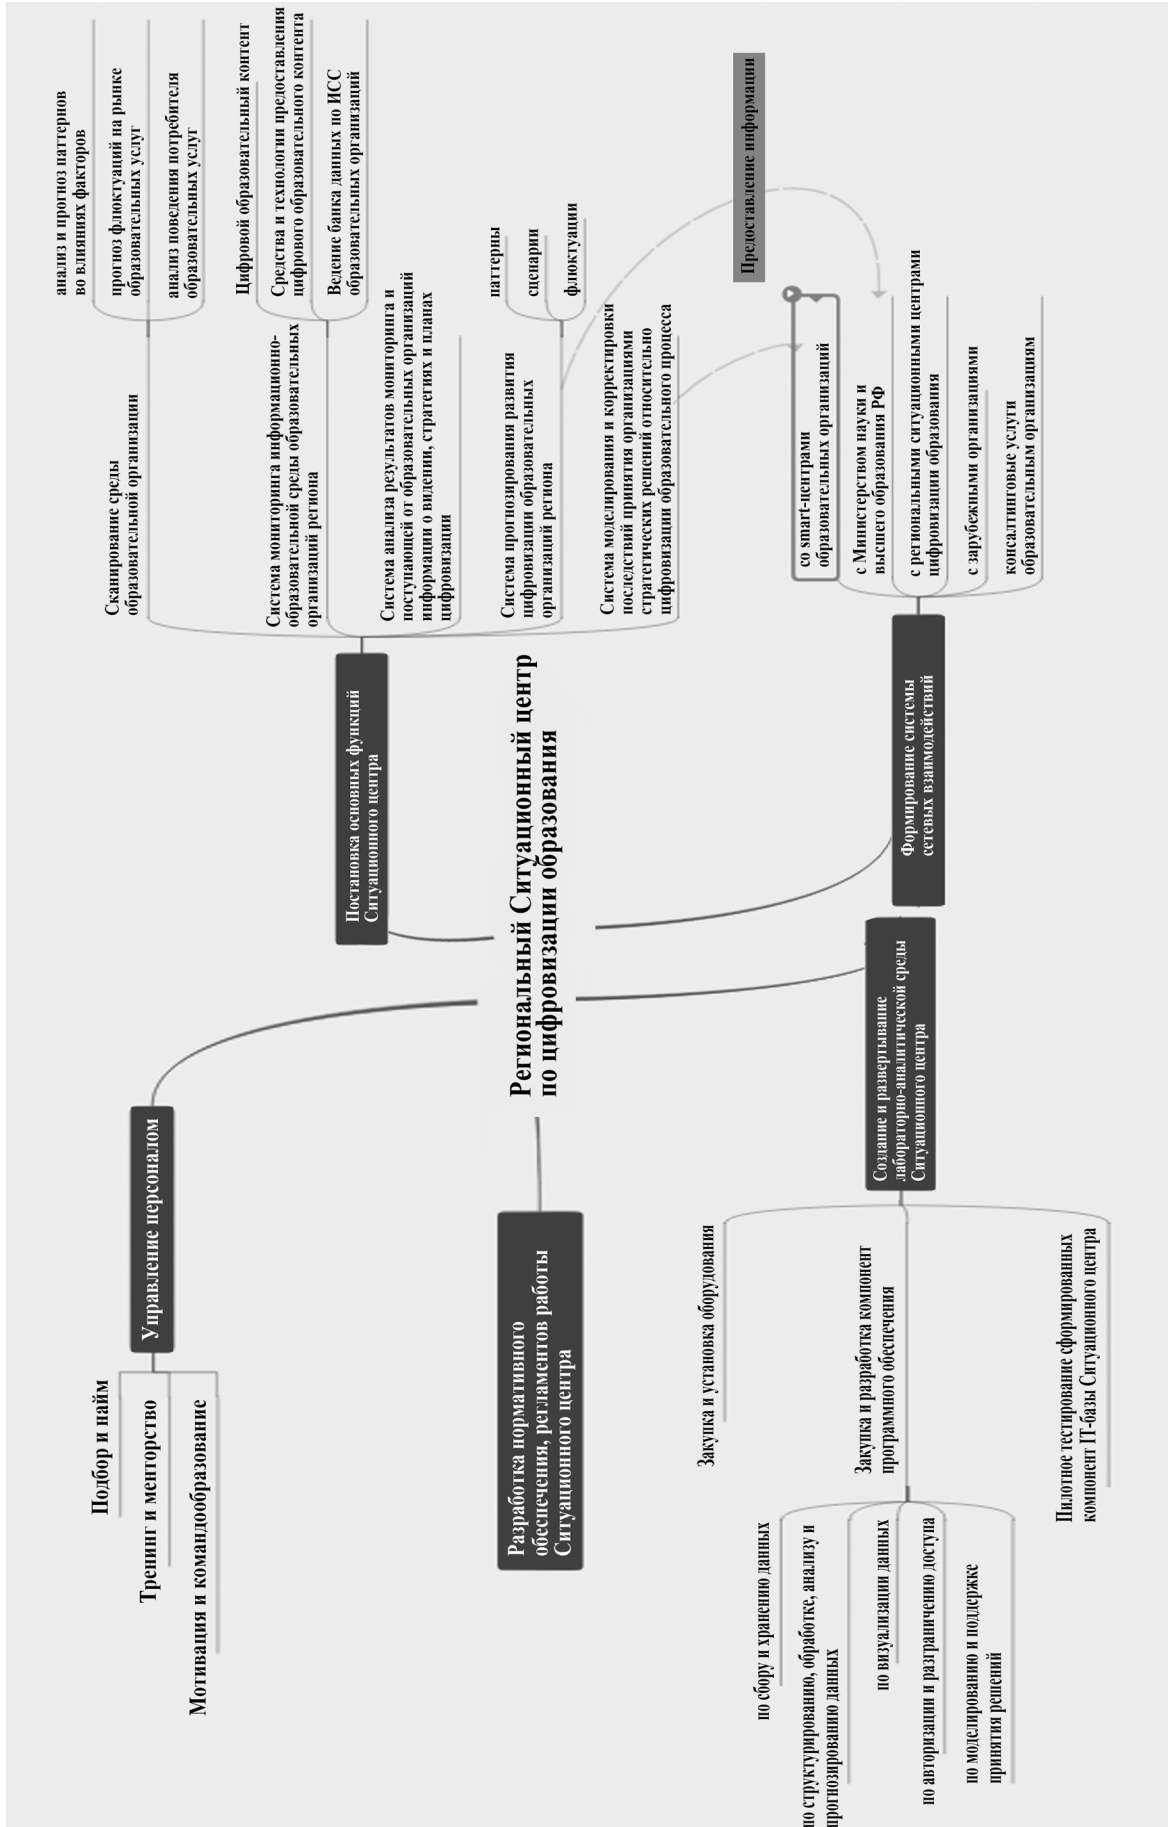 Региональный Ситуационный центр
по цифровизации образования
Постановка основных функций
Ситуационного центра
Сканирование среды
образовательной организации
анализ и прогноз паттернов
во влияниях факторов
прогноз флюктуаций на рынке
образовательных услуг
анализ поведения потребителя
образовательных услуг
Система мониторинга информационно-
образовательной среды образовательных
организаций региона
Цифровой образовательный контент
Средства и технологии предоставления
цифрового образовательного контента
Ведение банка данных по ИСС
образовательных организаций
Система анализа результатов мониторинга и
поступающей от образовательных организаций
информации о видении, стратегиях и планах
цифровизации
Система прогнозирования развития
цифровизации образовательных
организаций региона
паттерны
сценарии
флюктуации
Система моделирования и корректировки
последствий принятия организациями
стратегических решений относительно
цифровизации образовательного процесса
Предоставление информации
Формирование системы
сетевых взаимодействий
со smart-центрами
образовательных организаций
с Министерством науки и
высшего образования РФ
с региональными ситуационными центрами
цифровизации образования
с зарубежными организациями
консалтинговые услуги
образовательным организациям
Управление персоналом
Подбор и найм
Тренинг и менторство
Мотивация и командообразование
Разработка нормативного
обеспечения, регламентов работы
Ситуационного центра
Создание и развертывание
лабораторно-аналитической среды
Ситуационного центра
Закупка и установка оборудования
Закупка и разработка компонент
программного обеспечения
по сбору и хранению данных
по структурированию, обработке, анализу и
прогнозированию данных
по визуализации данных
по авторизации и разграничению доступа
по моделированию и поддержке
принятия решений
Пилотное тестирование сформированных
компонент IT-базы Ситуационного центра